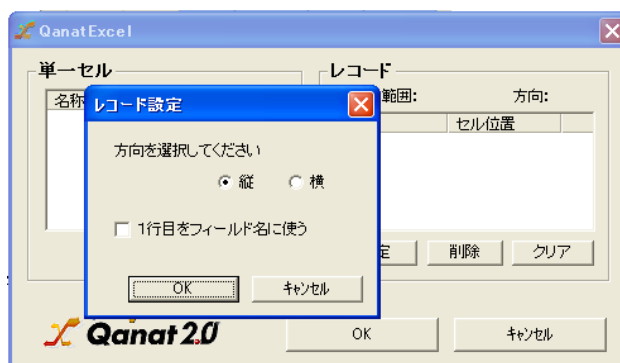 QanatExcel
単一セル
レコード
名称
範囲:
方向:
セル位置
レコード設定
方向を選択してください
縦
横
1行目をフィールド名に使う
OK
キャンセル
定
削除
クリア
Qanat 2.0
OK
キャンセル